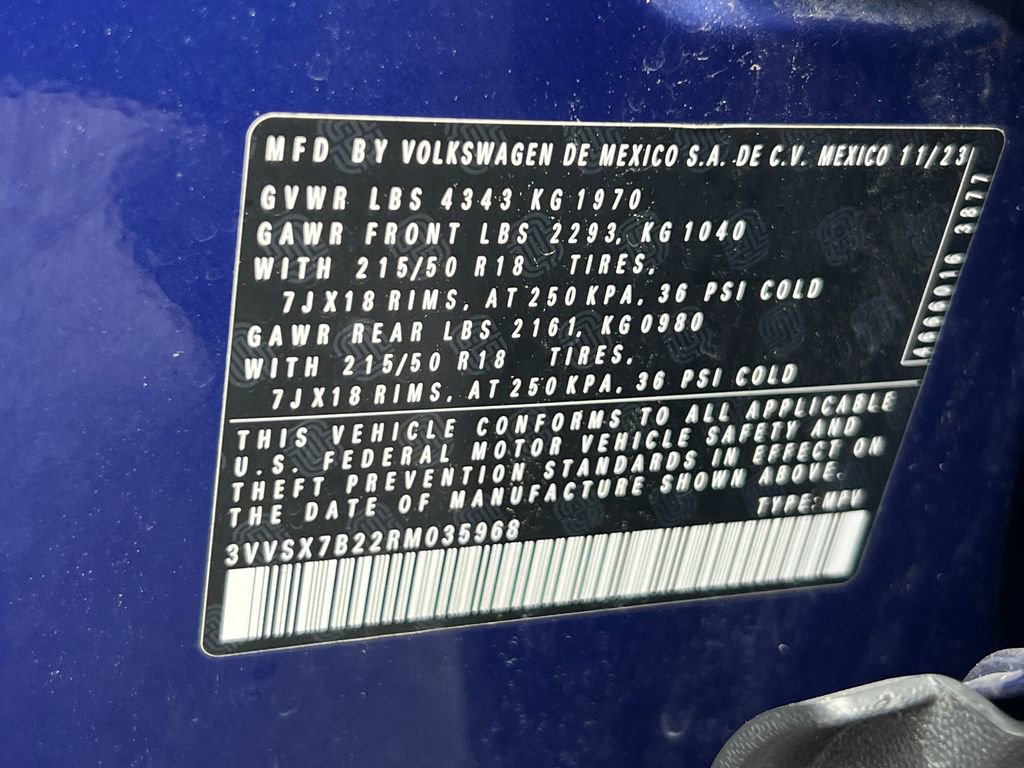 MFD BY VOLKSWAGEN DE MEXICO S.A. DE C.V. MEXICO 11/23
GVWR LBS 4343 KG 1970
GAWR FRONT LBS 2293. KG 1040
WITH 215/50 R18 TIRES.
7JX18 RIMS. AT 250 KPA. 36 PSI COLD
GAWR REAR LBS 2161. KG 0980
WITH 215/50 R18 TIRES.
7JX18 RIMS. AT 250 KPA. 36 PSI COLD
THIS VEHICLE CONFORMS TO ALL APPLICABLE
U.S. FEDERAL MOTOR VEHICLE SAFETY AND
THEFT PREVENTION STANDARDS IN EFFECT ON
THE DATE OF MANUFACTURE SHOWN ABOVE.
TYPE: MPV
3VVSX7B22RM035968
3877